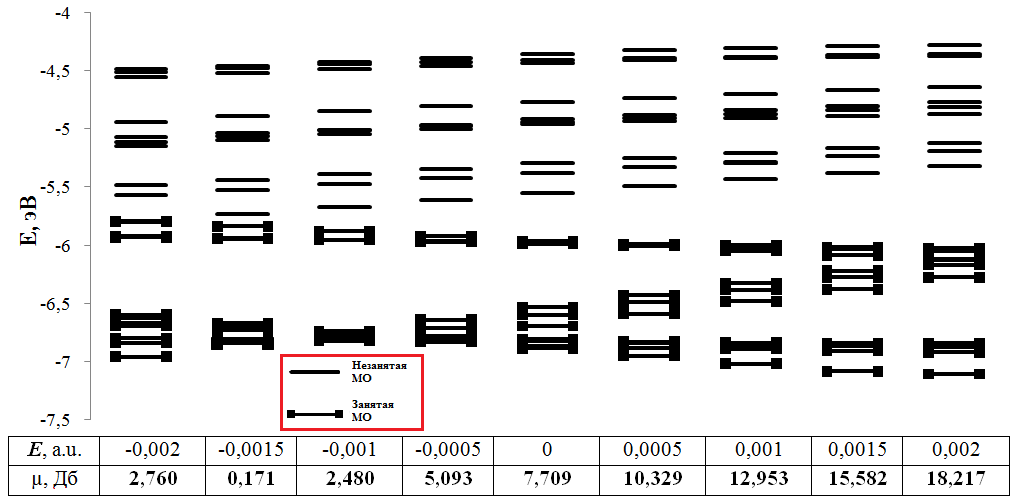 -4
-4,5
-5
-5,5
-6
-6,5
-7
-7,5
Е, эВ
Незанятая
МО
Занятая
МО
E, a.u. -0,002 -0,0015 -0,001 -0,0005 0 0,0005 0,001 0,0015 0,002
μ, Дб 2,760 0,171 2,480 5,093 7,709 10,329 12,953 15,582 18,217